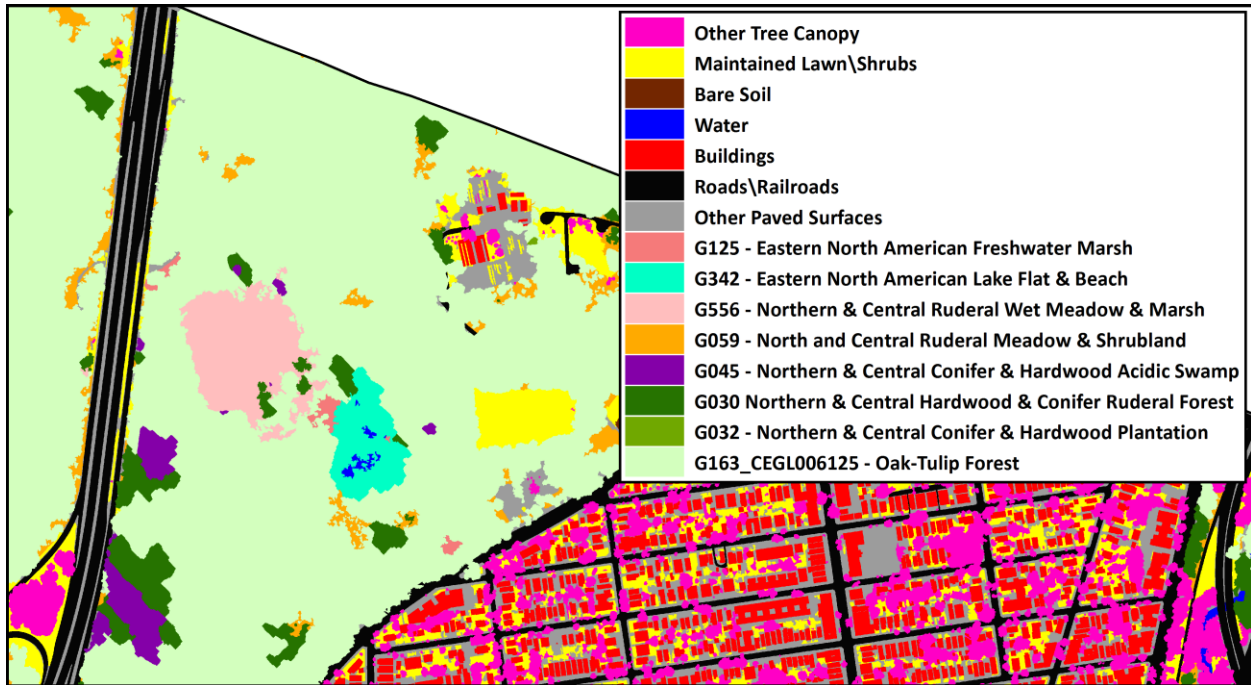 Other Tree Canopy
Maintained Lawn\Shrubs
Bare Soil
Water
Buildings
Roads\Railroads
Other Paved Surfaces
G125 - Eastern North American Freshwater Marsh
G342 - Eastern North American Lake Flat & Beach
G556 - Northern & Central Ruderal Wet Meadow & Marsh
G059 - North and Central Ruderal Meadow & Shrubland
G045 - Northern & Central Conifer & Hardwood Acidic Swamp
G030 Northern & Central Hardwood & Conifer Ruderal Forest
G032 - Northern & Central Conifer & Hardwood Plantation
G163_CEGL006125 - Oak-Tulip Forest